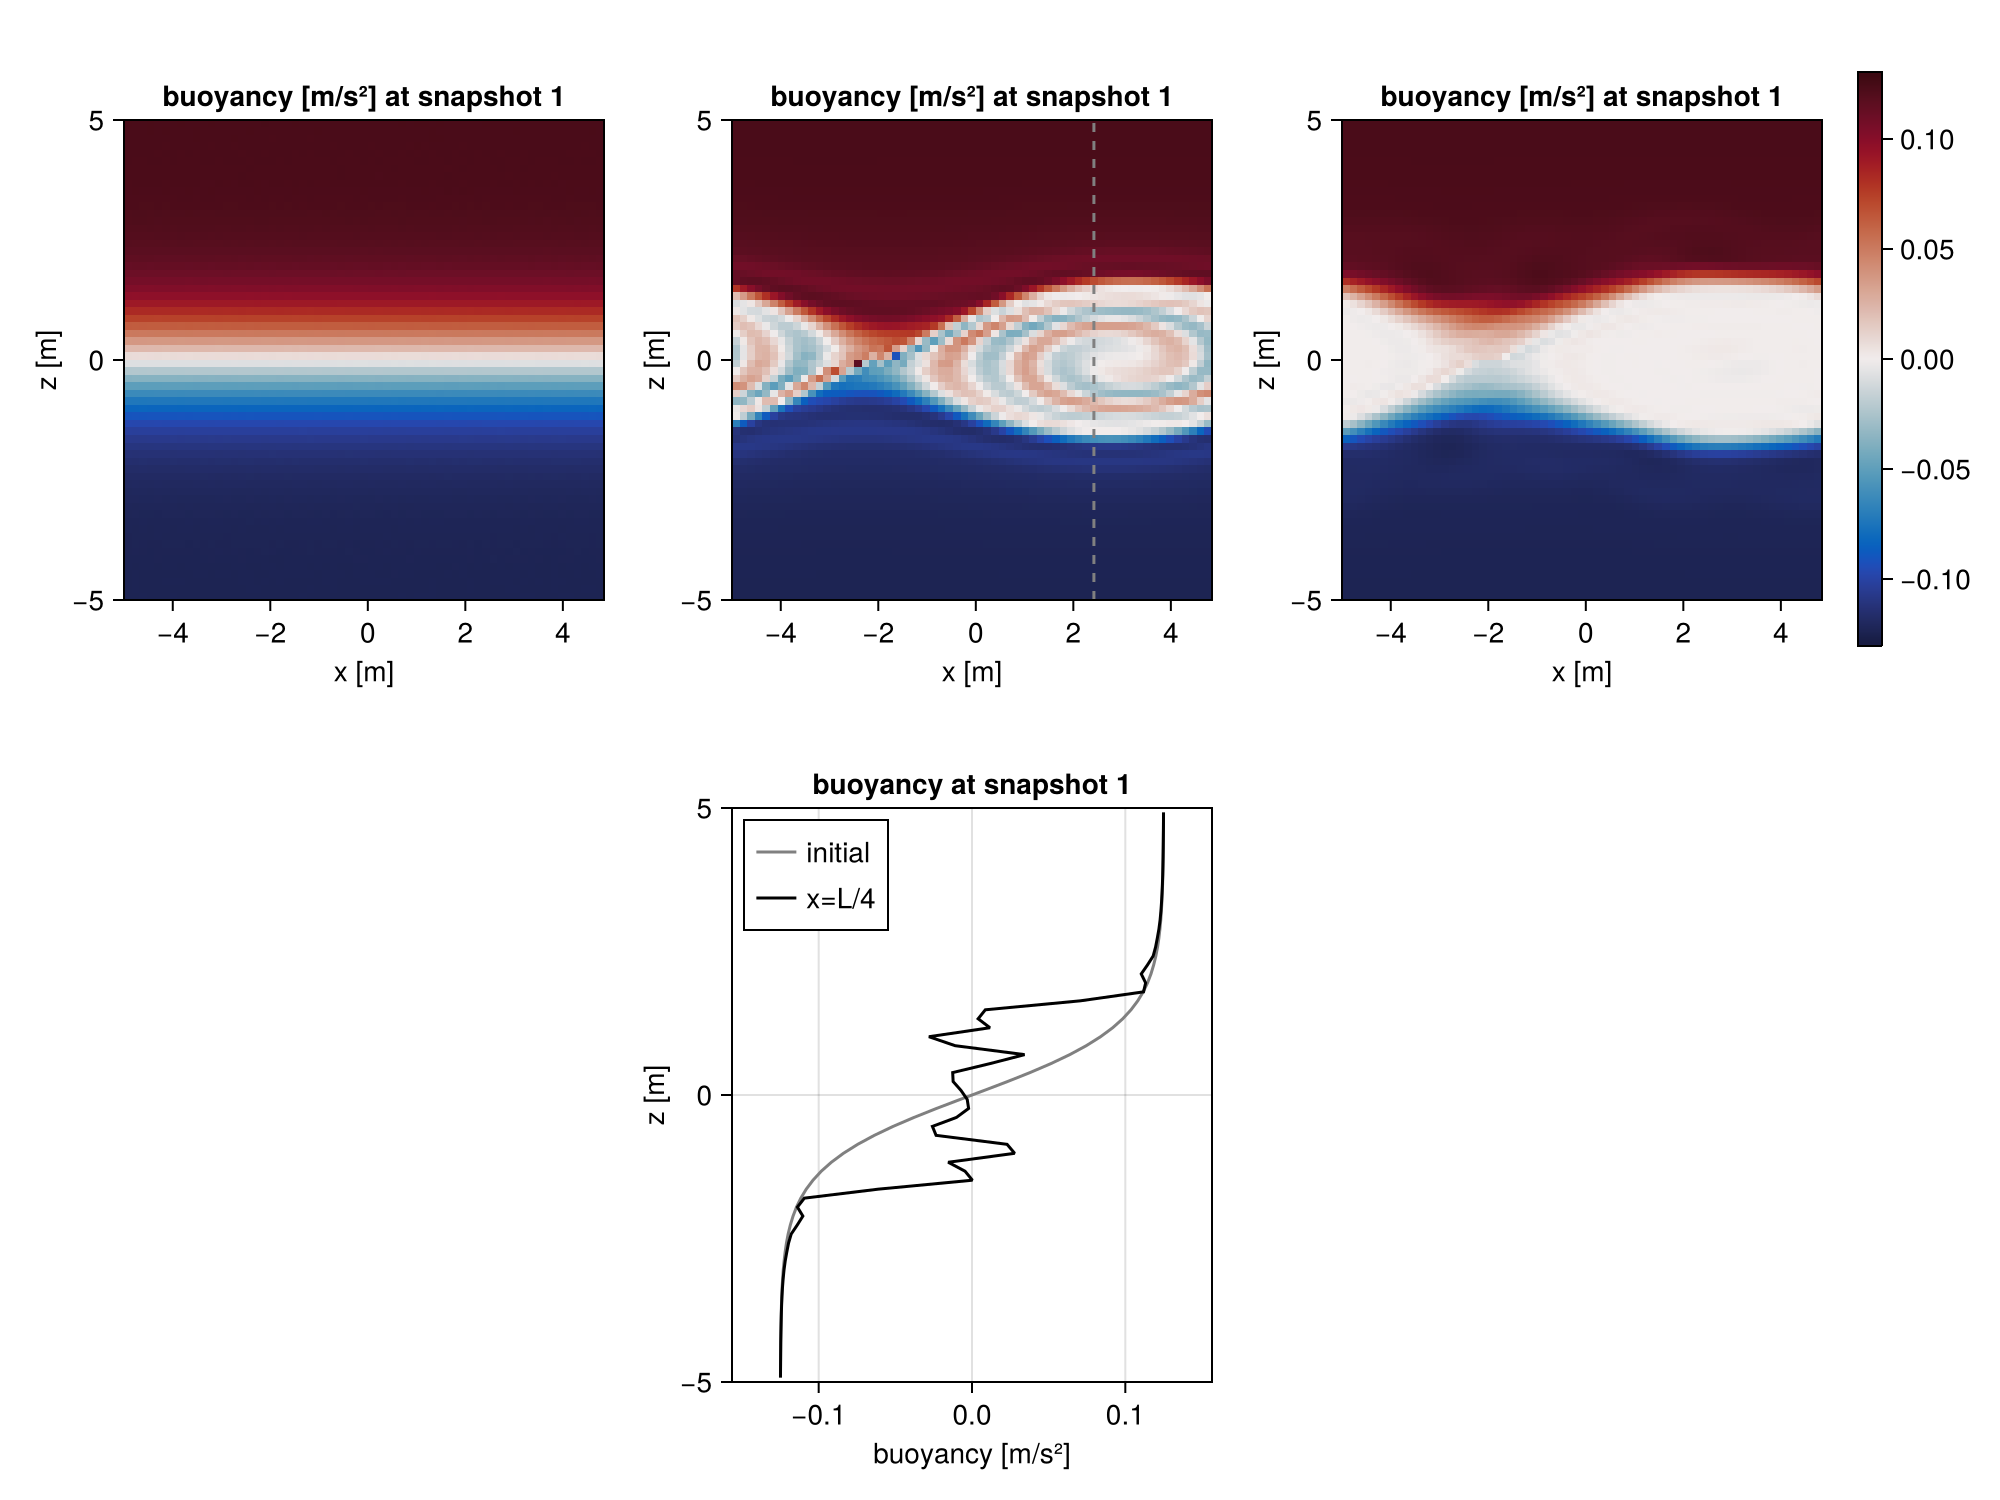 buoyancy [m/s²] at snapshot 1
buoyancy [m/s²] at snapshot 1
buoyancy [m/s²] at snapshot 1
5
0
−5
z [m]
−4 −2 0 2 4
x [m]
5
0
−5
z [m]
−4 −2 0 2 4
x [m]
5
0
−5
z [m]
−4 −2 0 2 4
x [m]
0.10
0.05
0.00
−0.05
−0.10
buoyancy at snapshot 1
initial
x=L/4
5
0
−5
z [m]
−0.1 0.0 0.1
buoyancy [m/s²]